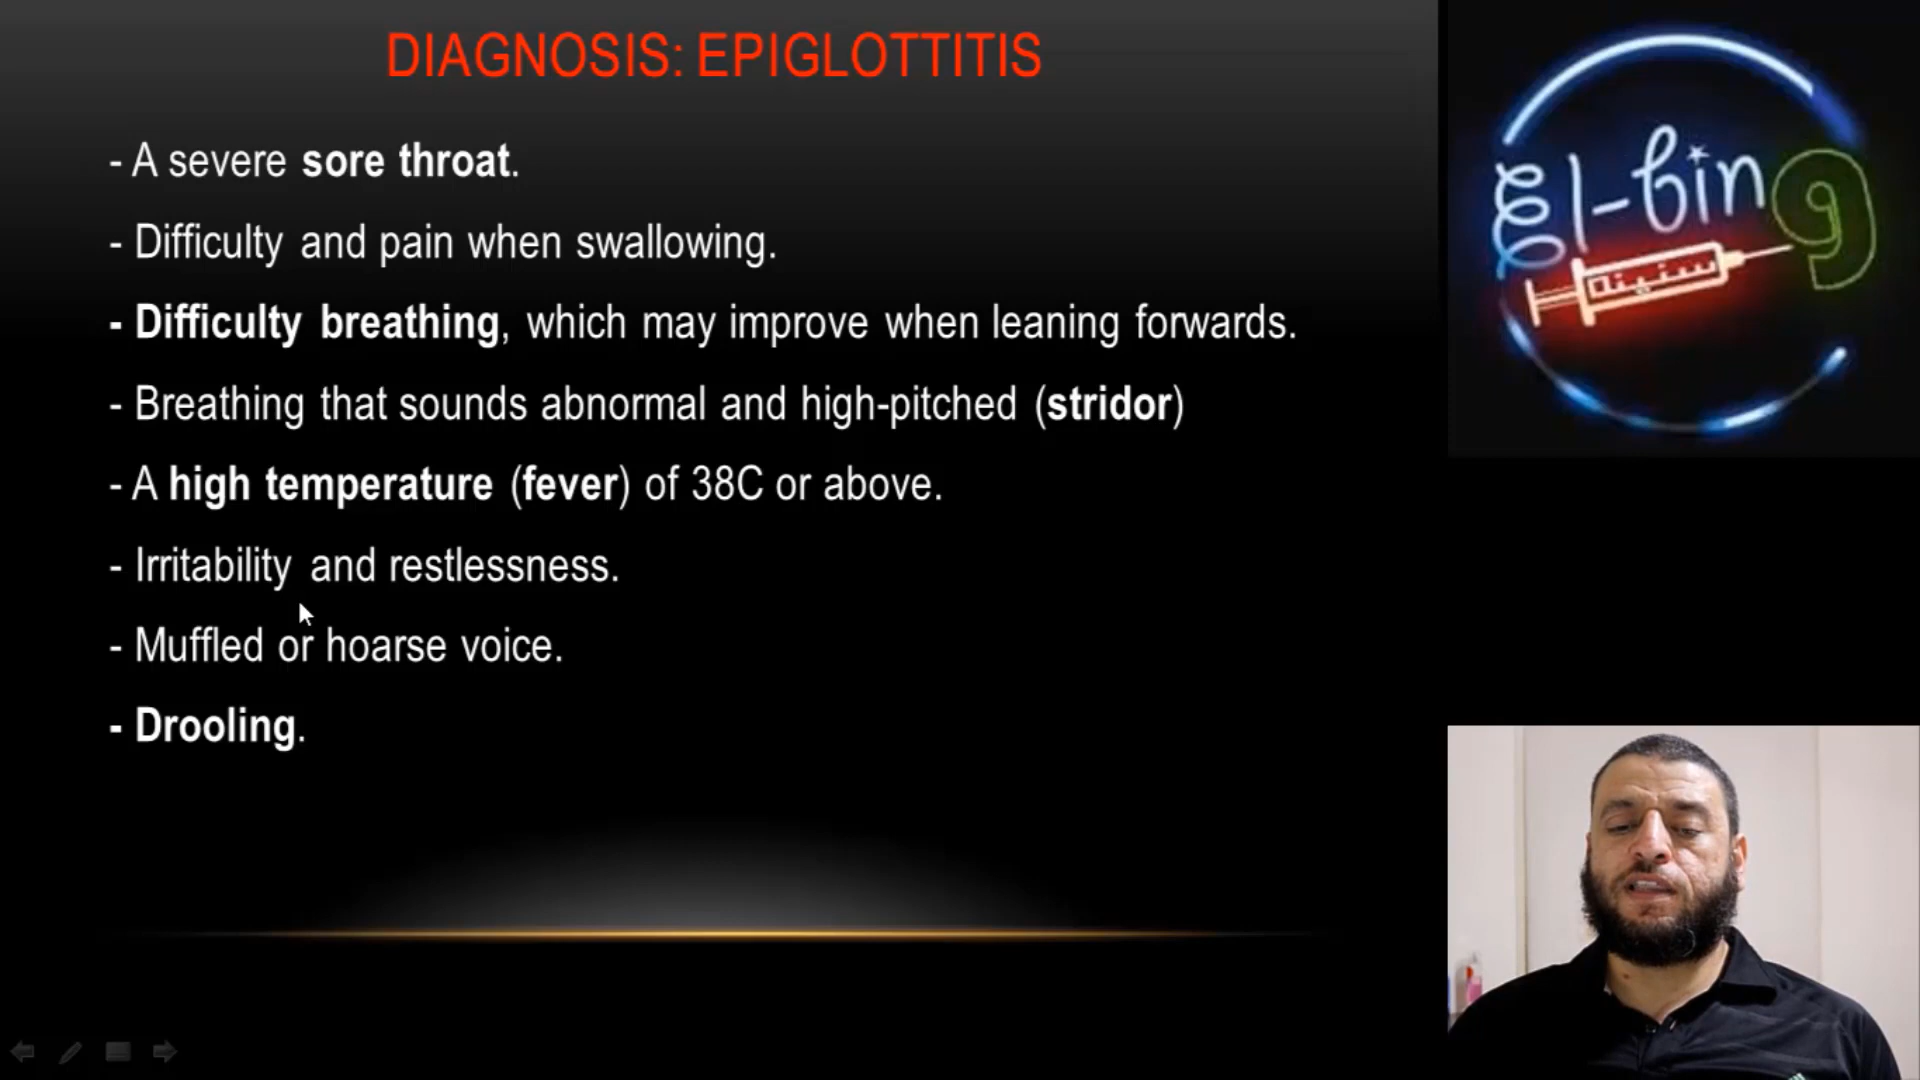 DIAGNOSIS: EPIGLOTTITIS
- A severe sore throat.
- Difficulty and pain when swallowing.
- Difficulty breathing, which may improve when leaning forwards.
- Breathing that sounds abnormal and high-pitched (stridor)
- A high temperature (fever) of 38C or above.
- Irritability and restlessness.
- Muffled or hoarse voice.
- Drooling.
El-bing